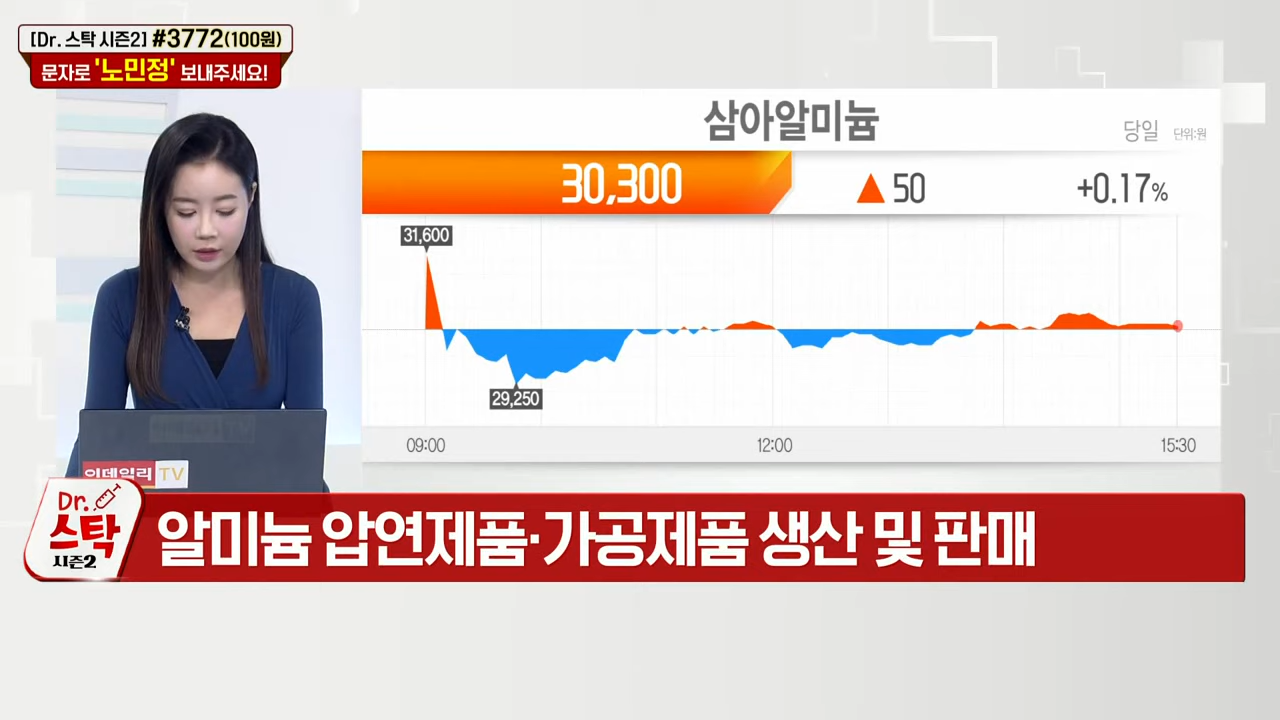 [Dr. 스탁 시즌2] #3772(100원)
문자로 '노민정' 보내주세요!
삼아알미늄
당일 단위:원
30,300 ▲50 +0.17%
31,600
29,250
09:00 12:00 15:30
이데일리 TV
Dr.
스탁
시즌2
알미늄 압연제품·가공제품 생산 및 판매